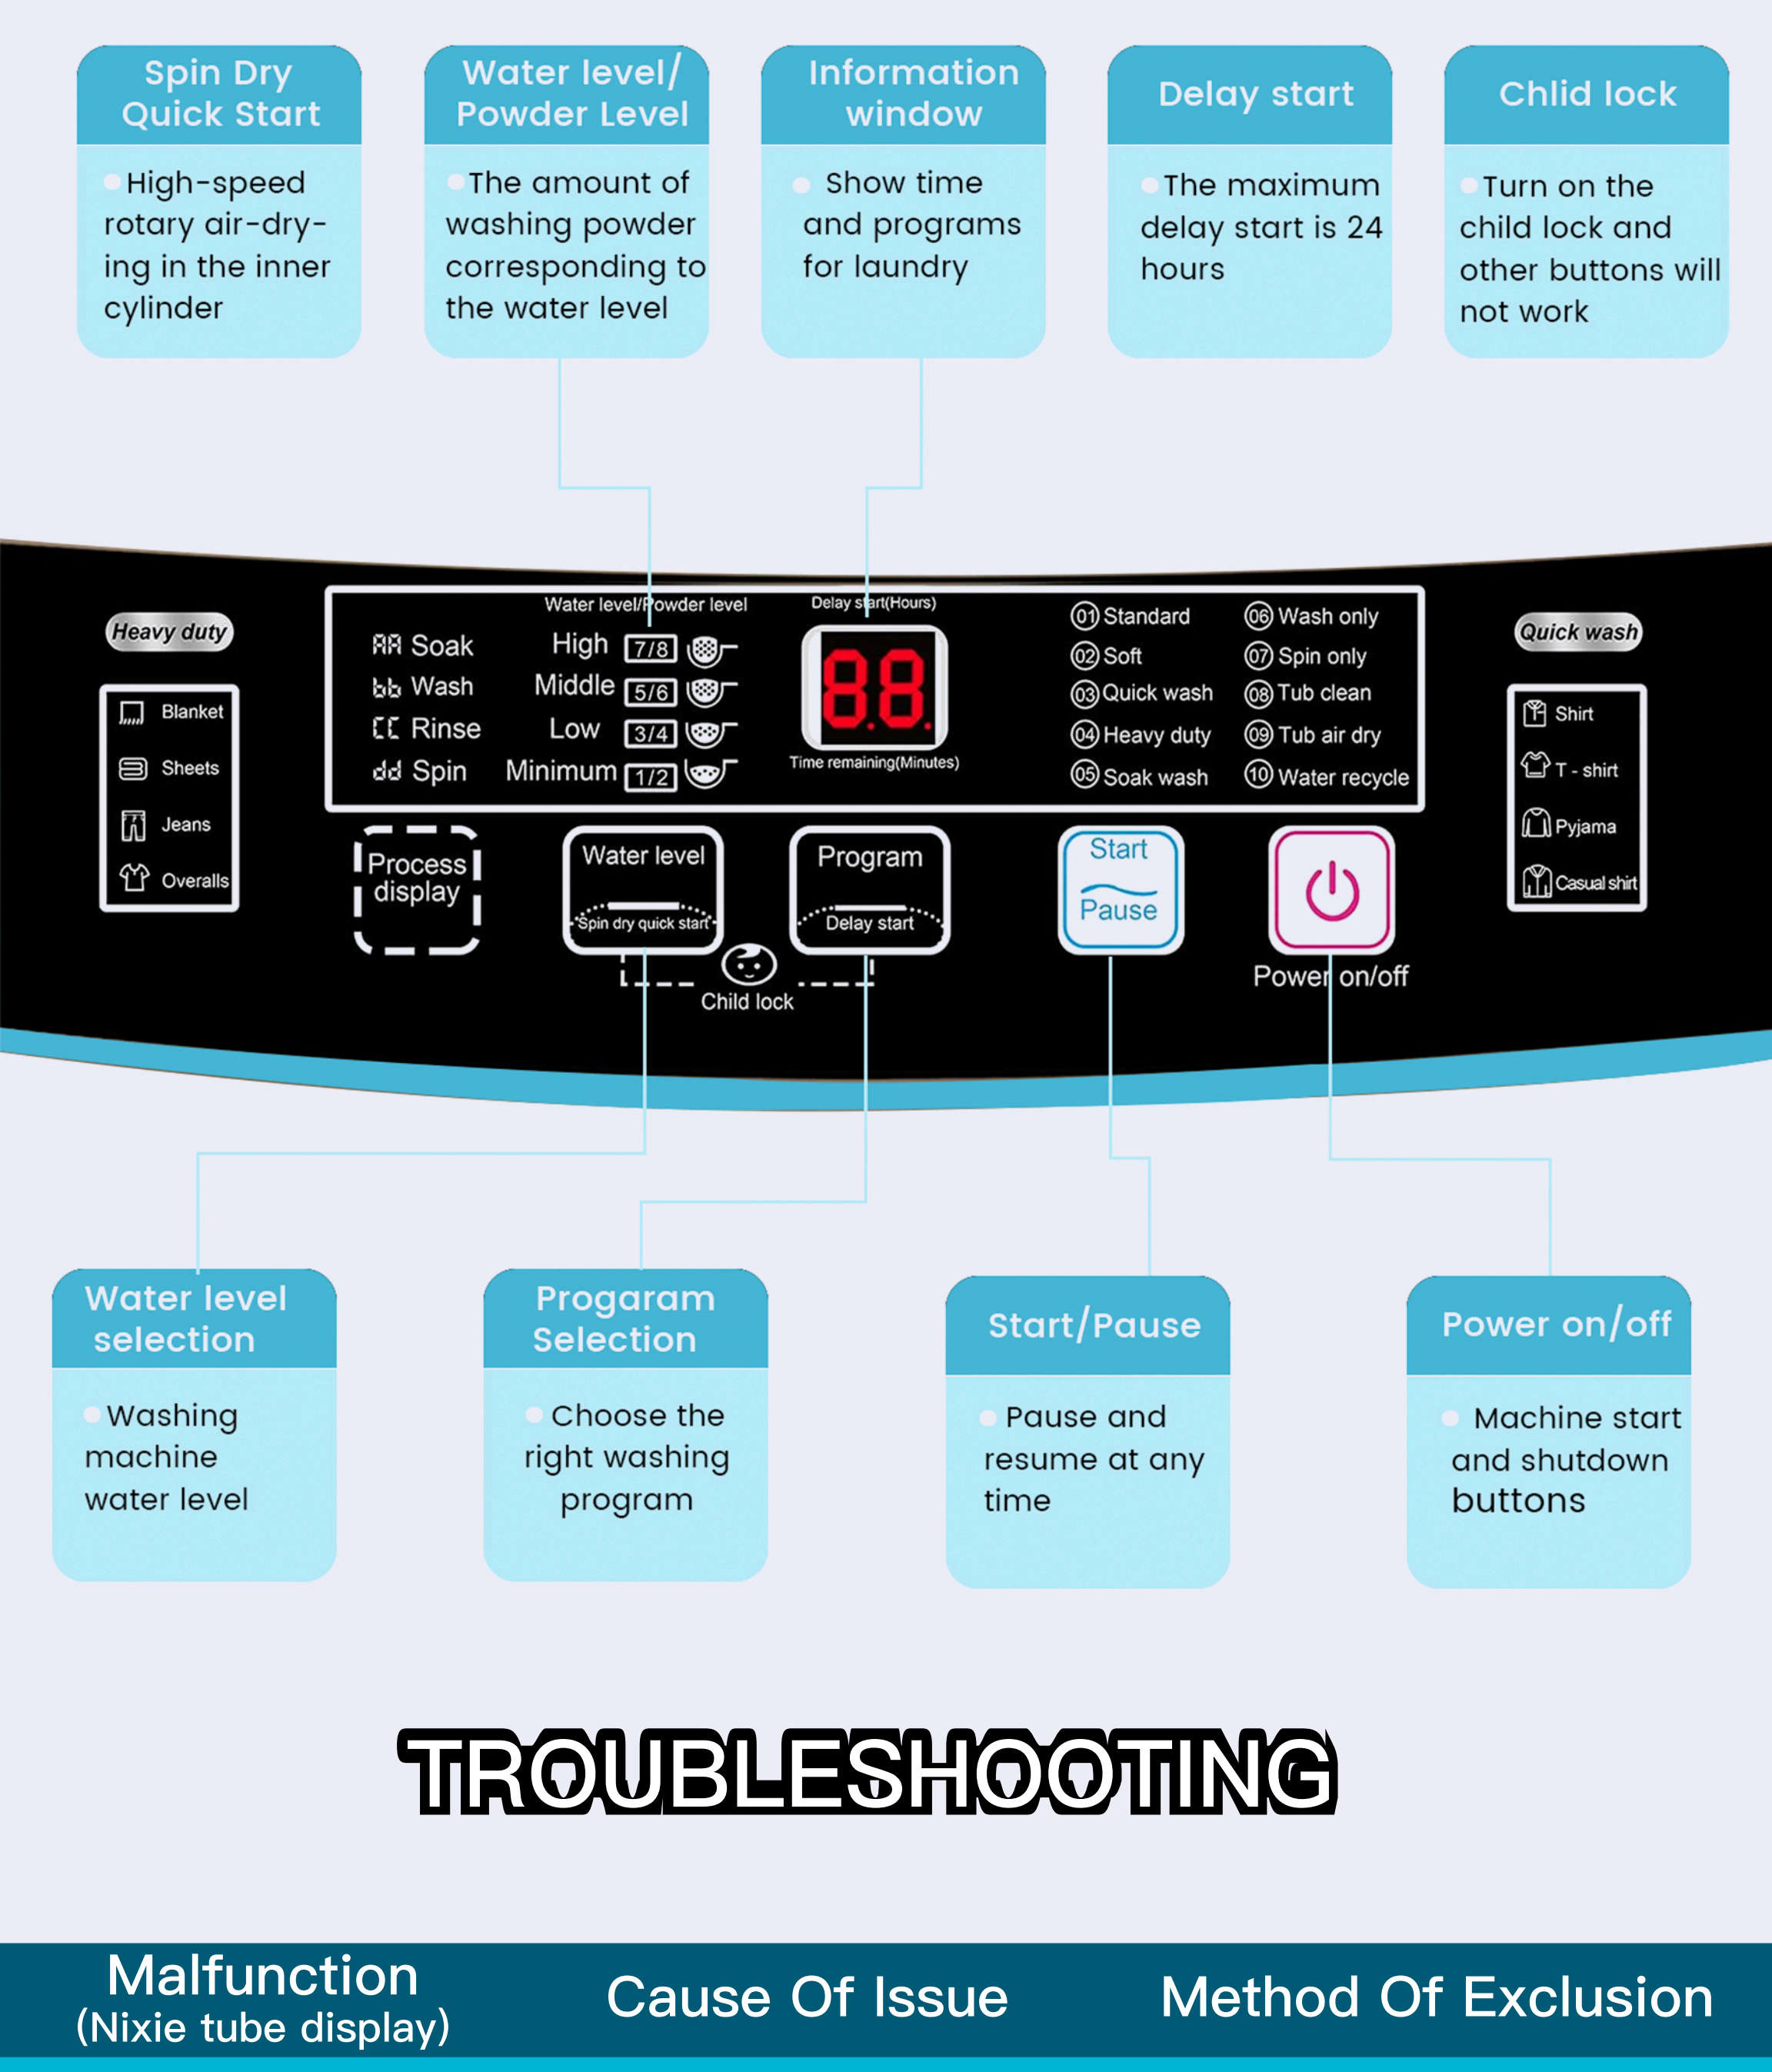 Spin Dry
Quick Start
High-speed
rotary air-dry-
ing in the inner
cylinder
Water level/
Powder Level
The amount of
washing powder
corresponding to
the water level
Information
window
Show time
and programs
for laundry
Delay start
The maximum
delay start is 24
hours
Chlid lock
Turn on the
child lock and
other buttons will
not work
Heavy duty
Blanket
Sheets
Jeans
Overalls
AA Soak
bb Wash
CC Rinse
dd Spin
Water level/Powder level
High 7/8
Middle 5/6
Low 3/4
Minimum 1/2
Delay start(Hours)
8.8.
Time remaining(Minutes)
01 Standard
02 Soft
03 Quick wash
04 Heavy duty
05 Soak wash
06 Wash only
07 Spin only
08 Tub clean
09 Tub air dry
10 Water recycle
Quick wash
Shirt
T - shirt
Pyjama
Casual shirt
Process
display
Water level
Spin dry quick start
Program
Delay start
Child lock
Start
Pause
Power on/off
Water level
selection
Washing
machine
water level
Progaram
Selection
Choose the
right washing
program
Start/Pause
Pause and
resume at any
time
Power on/off
Machine start
and shutdown
buttons
TROUBLESHOOTING
Malfunction
(Nixie tube display)
Cause Of Issue
Method Of Exclusion